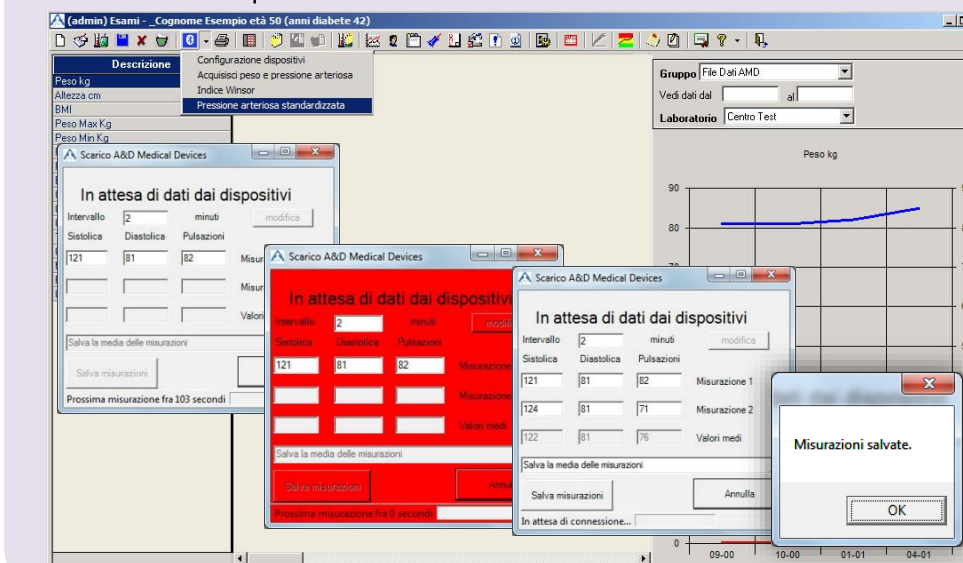 (admin) Esami - _Cognome Esempio età 50 (anni diabete 42)
Descrizione
Peso kg
Altezza cm
BMI
Peso Max Kg
Peso Min Kg
Configurazione dispositivi
Acquisisci peso e pressione arteriosa
Indice Winsor
Pressione arteriosa standardizzata
Gruppo File Dati AMD
Vedi dati dal al
Laboratorio Centro Test
Peso kg
90
80
0
09-00 10-00 01-01 04-01
Scarico A&D Medical Devices
In attesa di dati dai dispositivi
Intervallo 2 minuti modifica
Sistolica Diastolica Pulsazioni
121 81 82 Misur
Misur
Valori
Salva la media delle misurazioni
Salva misurazioni
Prossima misurazione fra 103 secondi
Scarico A&D Medical Devices
In attesa di dati dai dispositivi
Intervallo 2 minuti
Sistolica Diastolica Pulsazioni
121 81 82 Misurazione
Misurazione
Valori medi
Salva la media delle misurazioni
Salva misurazioni
Prossima misurazione fra 0 secondi
Scarico A&D Medical Devices
In attesa di dati dai dispositivi
Intervallo 2 minuti modifica
Sistolica Diastolica Pulsazioni
121 81 82 Misurazione 1
124 81 71 Misurazione 2
122 81 76 Valori medi
Salva la media delle misurazioni
Salva misurazioni Annulla
In attesa di connessione...
Misurazioni salvate.
OK